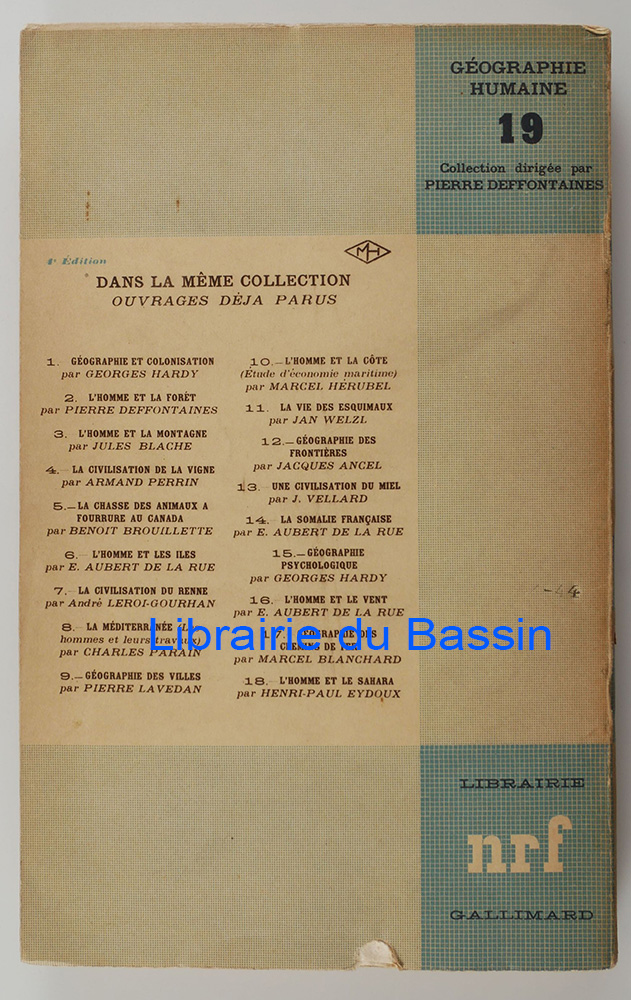 GÉOGRAPHIE
HUMAINE
19
Collection dirigée par
PIERRE DEFFONTAINES
4e Édition
MH
DANS LA MÊME COLLECTION
OUVRAGES DÉJA PARUS
1. GÉOGRAPHIE ET COLONISATION
par GEORGES HARDY
2. L'HOMME ET LA FORÊT
par PIERRE DEFFONTAINES
3. L'HOMME ET LA MONTAGNE
par JULES BLACHE
4. LA CIVILISATION DE LA VIGNE
par ARMAND PERRIN
5.—LA CHASSE DES ANIMAUX A
FOURRURE AU CANADA
par BENOIT BROUILLETTE
6. L'HOMME ET LES ILES
par E. AUBERT DE LA RUE
7. LA CIVILISATION DU RENNE
par André LEROI-GOURHAN
8. LA MÉDITERRANÉE
hommes et leurs travaux)
par CHARLES PARAIN
9.—GÉOGRAPHIE DES VILLES
par PIERRE LAVEDAN
10.—L'HOMME ET LA CÔTE
(Étude d'économie maritime)
par MARCEL HÉRUBEL
11. LA VIE DES ESQUIMAUX
par JAN WELZL
12.—GÉOGRAPHIE DES
FRONTIÈRES
par JACQUES ANCEL
13. UNE CIVILISATION DU MIEL
par J. VELLARD
14. LA SOMALIE FRANÇAISE
par E. AUBERT DE LA RUE
15.—GÉOGRAPHIE
PSYCHOLOGIQUE
par GEORGES HARDY
16. L'HOMME ET LE VENT
par E. AUBERT DE LA RUE
17. GÉOGRAPHIE DES
CHEMINS DE FER
par MARCEL BLANCHARD
18. L'HOMME ET LE SAHARA
par HENRI-PAUL EYDOUX
Librairie du Bassin
LIBRAIRIE
nrf
GALLIMARD